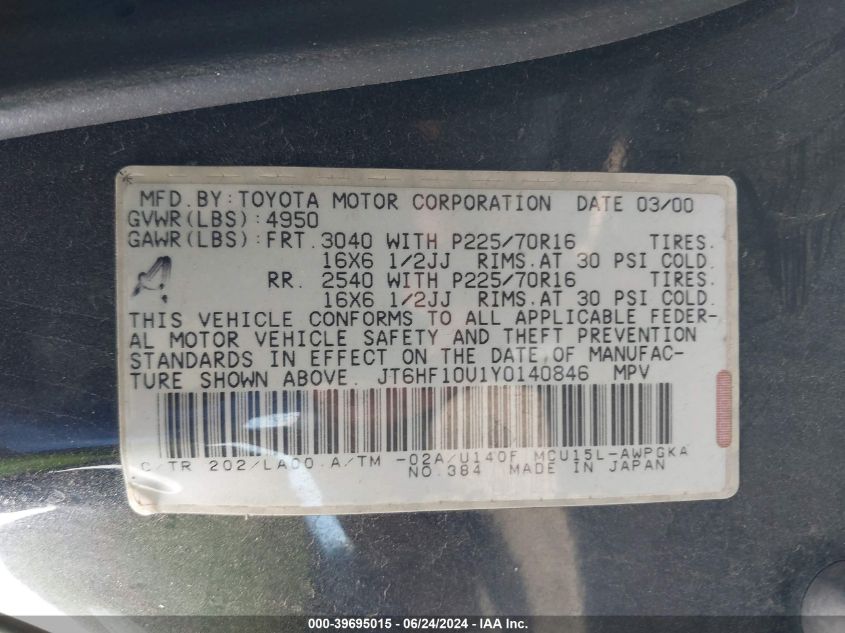 MFD.BY:TOYOTA MOTOR CORPORATION DATE 03/00
GVWR(LBS):4950
GAWR(LBS):FRT. 3040 WITH P225/70R16 TIRES.
16X6 1/2JJ RIMS.AT 30 PSI COLD.
RR. 2540 WITH P225/70R16 TIRES.
16X6 1/2JJ RIMS.AT 30 PSI COLD.
THIS VEHICLE CONFORMS TO ALL APPLICABLE FEDER-
AL MOTOR VEHICLE SAFETY AND THEFT PREVENTION
STANDARDS IN EFFECT ON THE DATE OF MANUFAC-
TURE SHOWN ABOVE. JT6HF10U1Y0140846 MPV
C/TR 202/LA00 A/TM -02A/U140F MCU15L-AWPGKA
NO.384 MADE IN JAPAN
000-39695015 - 06/24/2024 - IAAI.com